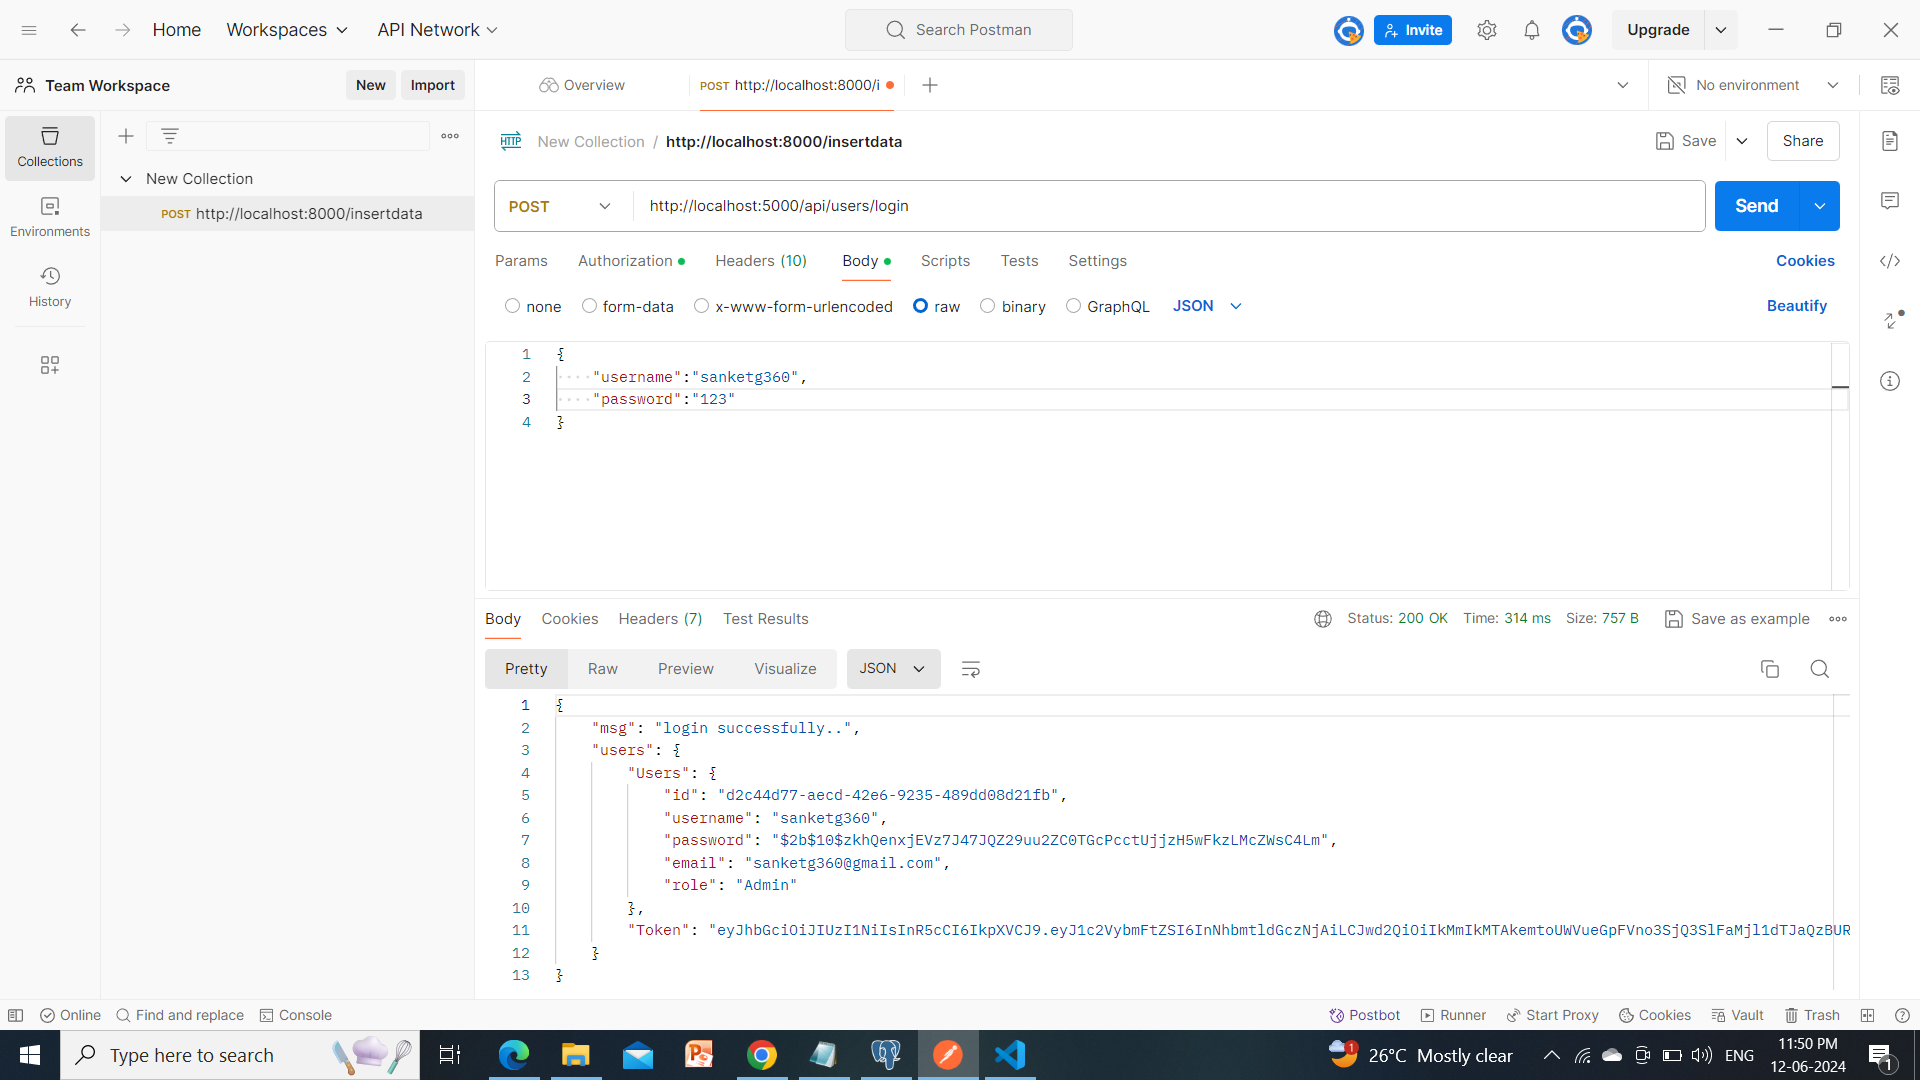 Home Workspaces API Network Search Postman Invite Upgrade
Team Workspace New Import Overview POST http://localhost:8000/i No environment
Collections
Environments
History
New Collection
POST http://localhost:8000/insertdata
HTTP New Collection / http://localhost:8000/insertdata Save Share
POST http://localhost:5000/api/users/login Send
Params Authorization Headers (10) Body Scripts Tests Settings Cookies
none form-data x-www-form-urlencoded raw binary GraphQL JSON Beautify
1 {
2 "username":"sanketg360",
3 "password":"123"
4 }
Body Cookies Headers (7) Test Results Status: 200 OK Time: 314 ms Size: 757 B Save as example
Pretty Raw Preview Visualize JSON
1 {
2 "msg": "login successfully..",
3 "users": {
4 "Users": {
5 "id": "d2c44d77-aecd-42e6-9235-489dd08d21fb",
6 "username": "sanketg360",
7 "password": "$2b$10$zkhQenxjEVz7J47JQZ29uu2ZC0TGcPcctUjjzH5wFkzLMcZWsC4Lm",
8 "email": "sanketg360@gmail.com",
9 "role": "Admin"
10 },
11 "Token": "eyJhbGciOiJIUzI1NiIsInR5cCI6IkpXVCJ9.eyJ1c2VybmFtZSI6InNhbmtldGczNjAiLCJwd2QiOiIkMmIkMTAkemtoUWVueGpFVno3SjQ3SlFaMjl1dTJaQzBUR
12 }
13 }
Online Find and replace Console Postbot Runner Start Proxy Cookies Vault Trash
Type here to search 1 26°C Mostly clear ENG 11:50 PM
12-06-2024 1